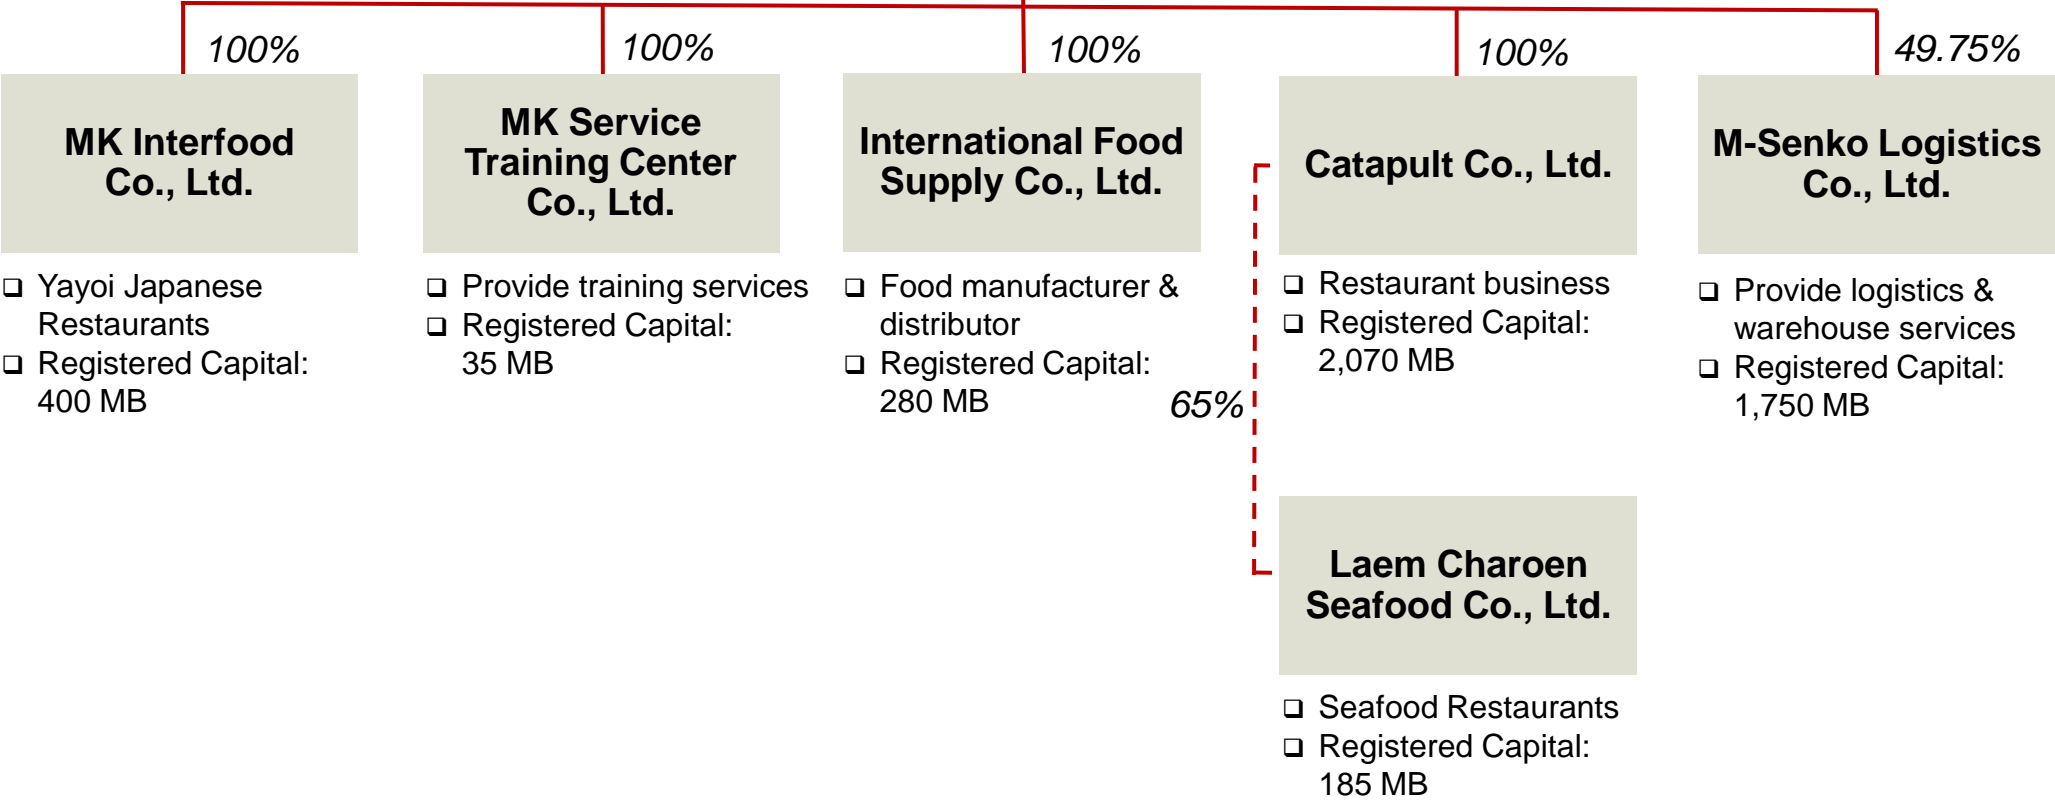 100%
MK Interfood
Co., Ltd.
❑ Yayoi Japanese
Restaurants
❑ Registered Capital:
400 MB
100%
MK Service
Training Center
Co., Ltd.
❑ Provide training services
❑ Registered Capital:
35 MB
100%
International Food
Supply Co., Ltd.
❑ Food manufacturer &
distributor
❑ Registered Capital:
280 MB
100%
Catapult Co., Ltd.
❑ Restaurant business
❑ Registered Capital:
2,070 MB
65%
Laem Charoen
Seafood Co., Ltd.
❑ Seafood Restaurants
❑ Registered Capital:
185 MB
49.75%
M-Senko Logistics
Co., Ltd.
❑ Provide logistics &
warehouse services
❑ Registered Capital:
1,750 MB